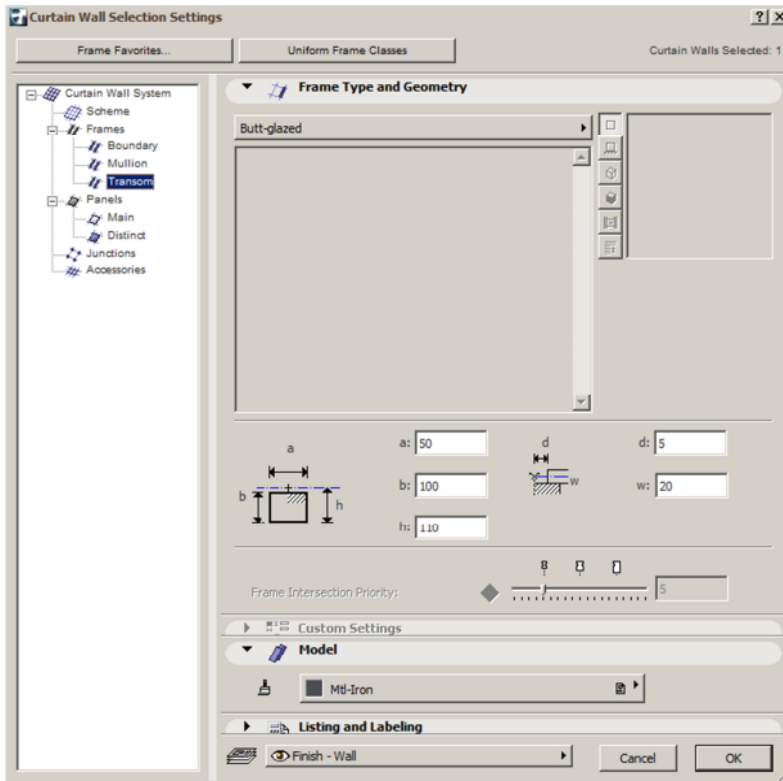 Curtain Wall Selection Settings
Frame Favorites...
Uniform Frame Classes
Curtain Walls Selected: 1
Curtain Wall System
Scheme
Frames
Boundary
Mullion
Transom
Panels
Main
Distinct
Junctions
Accessories
Frame Type and Geometry
Butt-glazed
a
b
h
a: 50
b: 100
h: 110
d
w
d: 5
w: 20
Frame Intersection Priority:
5
Custom Settings
Model
Mtl-Iron
Listing and Labeling
Finish - Wall
Cancel
OK